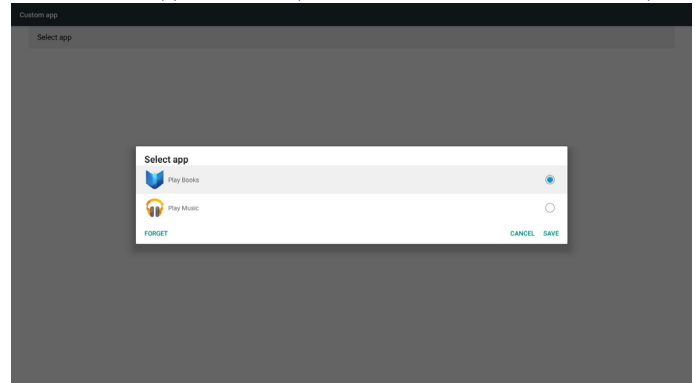 Custom app
Select app
Select app
Play Books
Play Music
FORGET
CANCEL SAVE